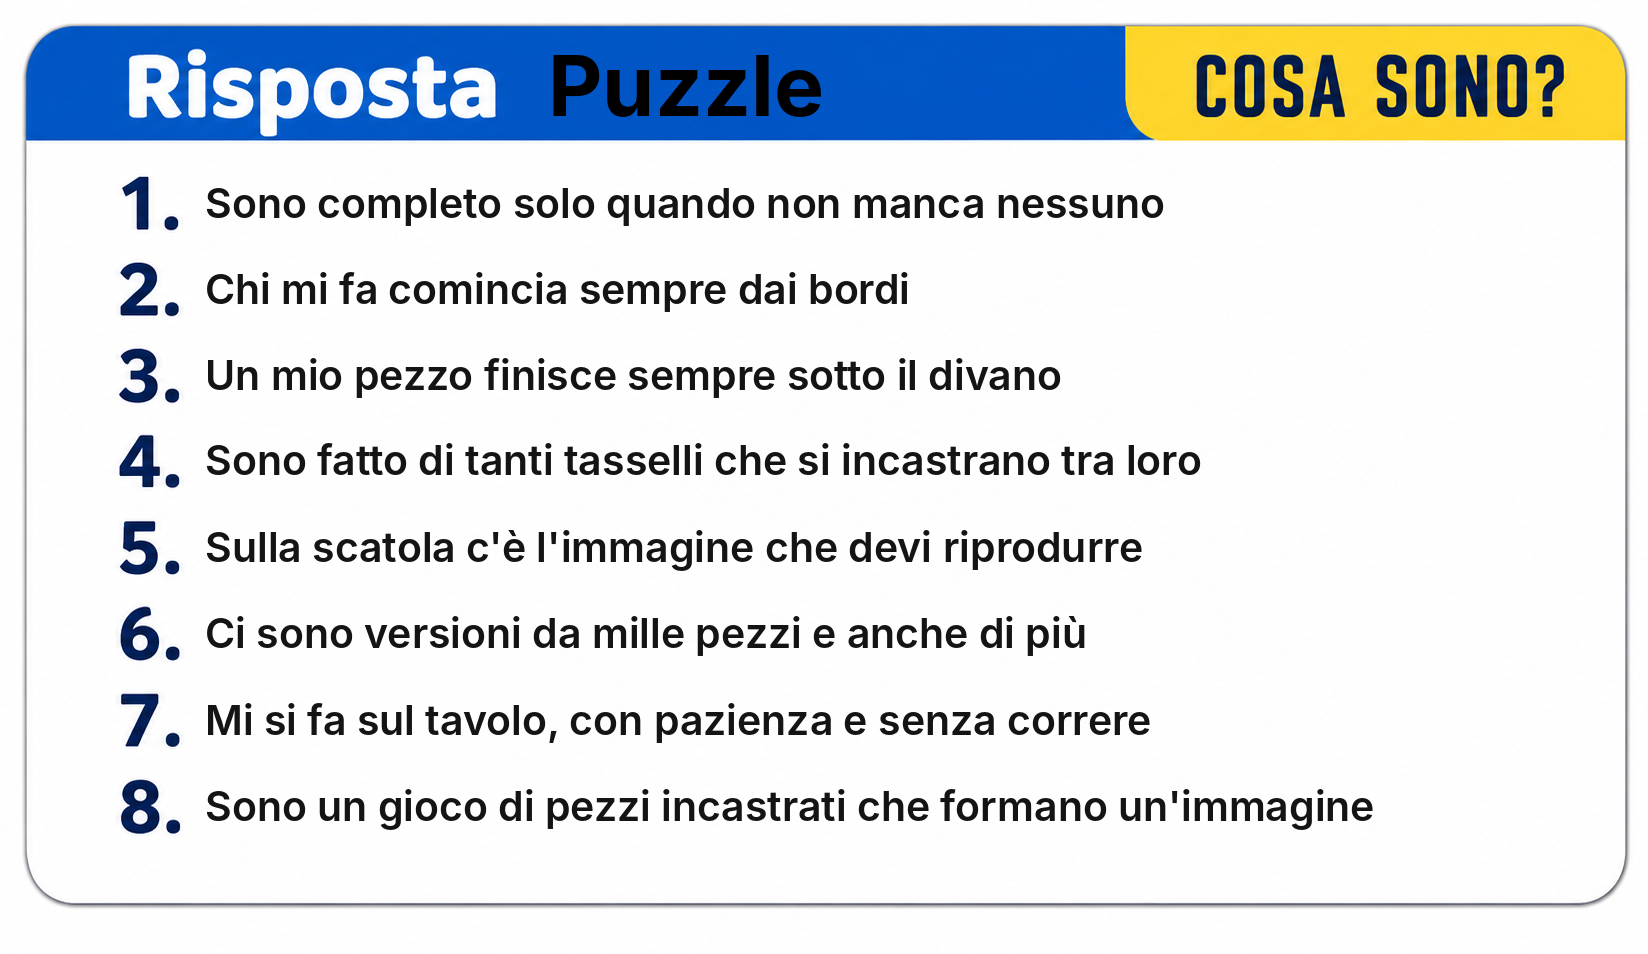 Risposta Puzzle COSA SONO?
1. Sono completo solo quando non manca nessuno
2. Chi mi fa comincia sempre dai bordi
3. Un mio pezzo finisce sempre sotto il divano
4. Sono fatto di tanti tasselli che si incastrano tra loro
5. Sulla scatola c'è l'immagine che devi riprodurre
6. Ci sono versioni da mille pezzi e anche di più
7. Mi si fa sul tavolo, con pazienza e senza correre
8. Sono un gioco di pezzi incastrati che formano un'immagine